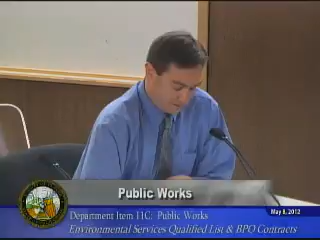 Public Works
Department Item 11C: Public Works
May 8, 2012
Environmental Services Qualified List & BPO Contracts